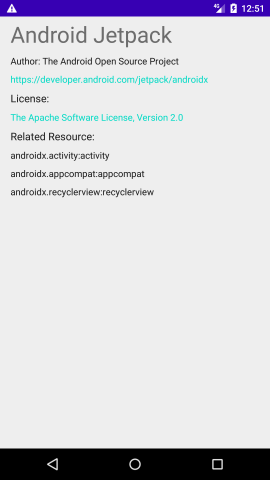 4G 12:51
Android Jetpack
Author: The Android Open Source Project
https://developer.android.com/jetpack/androidx
License:
The Apache Software License, Version 2.0
Related Resource:
androidx.activity:activity
androidx.appcompat:appcompat
androidx.recyclerview:recyclerview